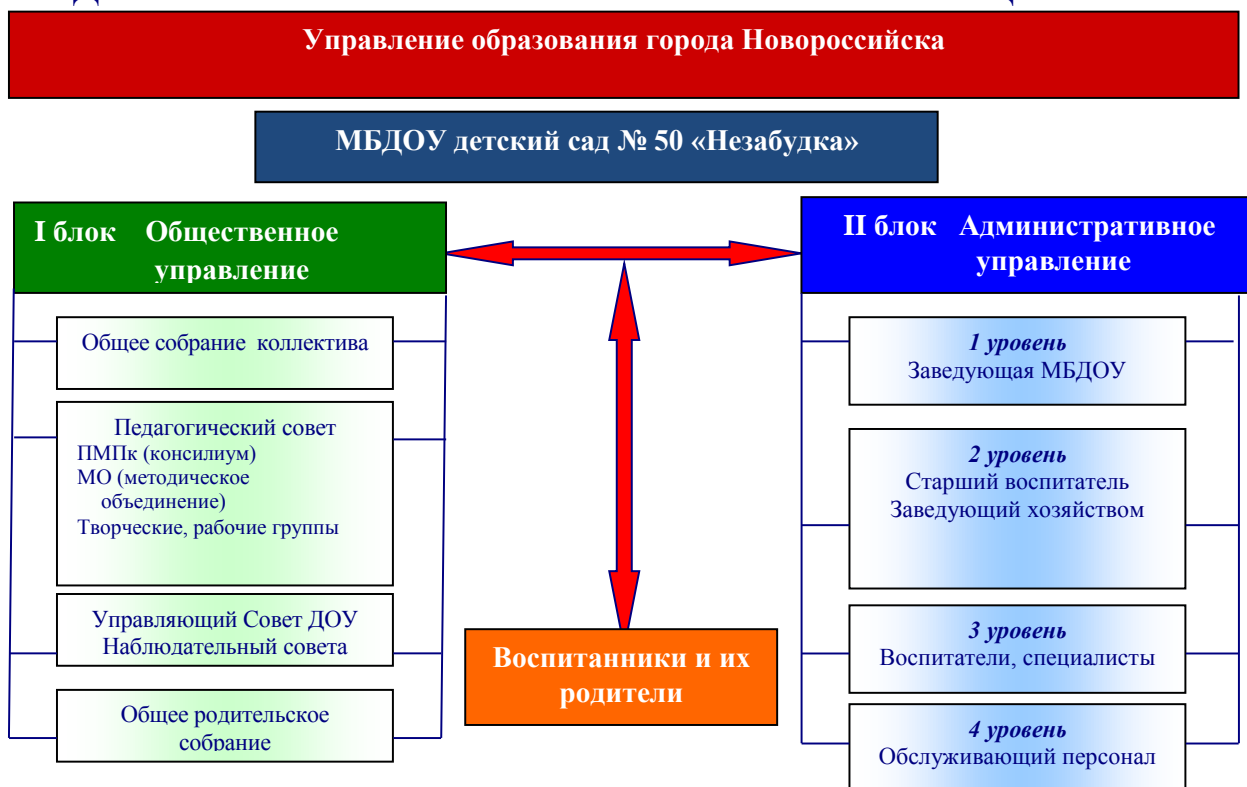 Управление образования города Новороссийска
МБДОУ детский сад № 50 «Незабудка»
I блок Общественное
управление
Общее собрание коллектива
Педагогический совет
ПМПк (консилиум)
МО (методическое
объединение)
Творческие, рабочие группы
Управляющий Совет ДОУ
Наблюдательный совета
Общее родительское
собрание
Воспитанники и их
родители
II блок Административное
управление
1 уровень
Заведующая МБДОУ
2 уровень
Старший воспитатель
Заведующий хозяйством
3 уровень
Воспитатели, специалисты
4 уровень
Обслуживающий персонал